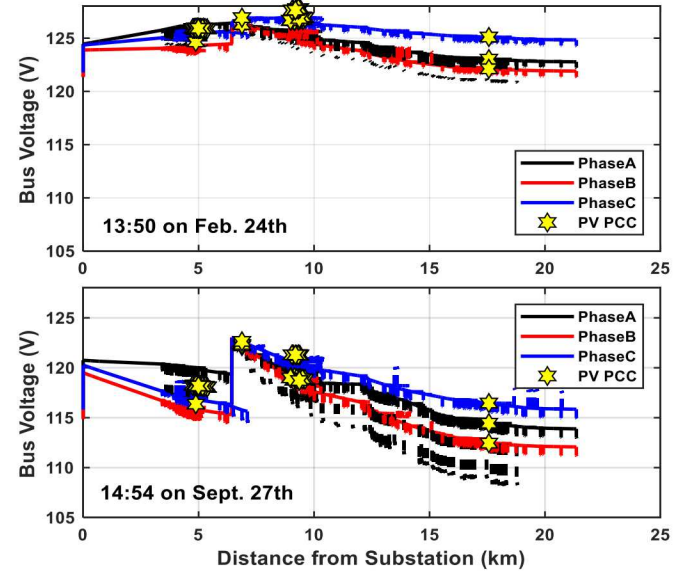 Bus Voltage (V)
125
120
115
110
105
0
5
10
15
20
25
13:50 on Feb. 24th
PhaseA
PhaseB
PhaseC
PV PCC
Bus Voltage (V)
125
120
115
110
105
0
5
10
15
20
25
14:54 on Sept. 27th
PhaseA
PhaseB
PhaseC
PV PCC
Distance from Substation (km)